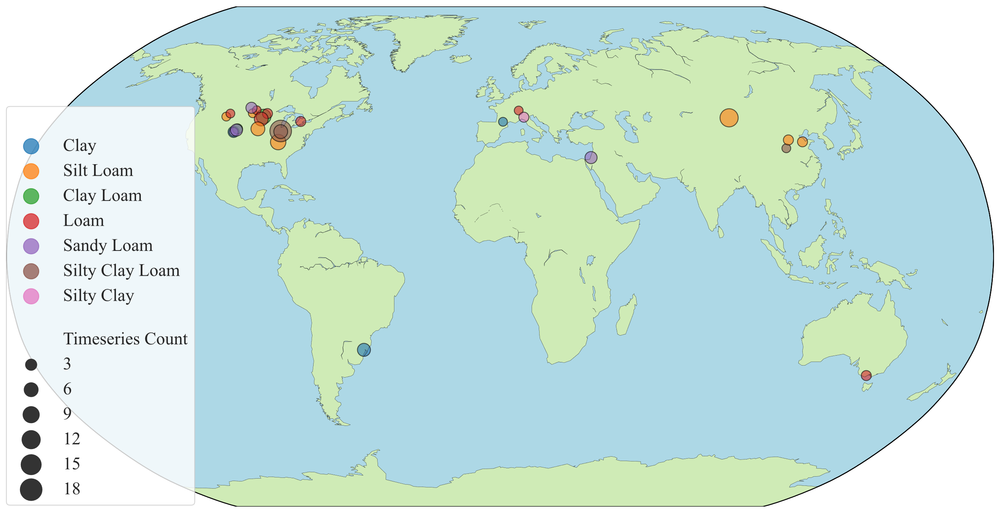 Clay
Silt Loam
Clay Loam
Loam
Sandy Loam
Silty Clay Loam
Silty Clay
Timeseries Count
3
6
9
12
15
18